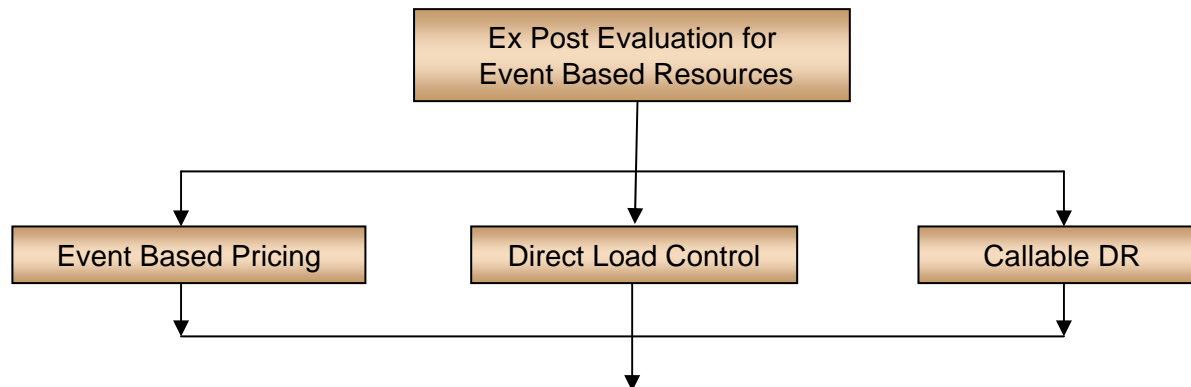 Ex Post Evaluation for
Event Based Resources
Event Based Pricing
Direct Load Control
Callable DR